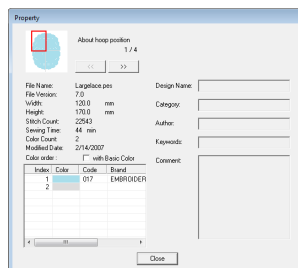 Property
About hoop position
1 / 4
<< >>
File Name: Largelace.pes
File Version: 7.0
Width: 120.0 mm
Height: 170.0 mm
Stitch Count: 22543
Sewing Time: 44 min
Color Count: 2
Modified Date: 2/14/2007
Color order : with Basic Color
Index Color Code Brand
1 017 EMBROIDER
2
Design Name:
Category:
Author:
Keywords:
Comment:
Close